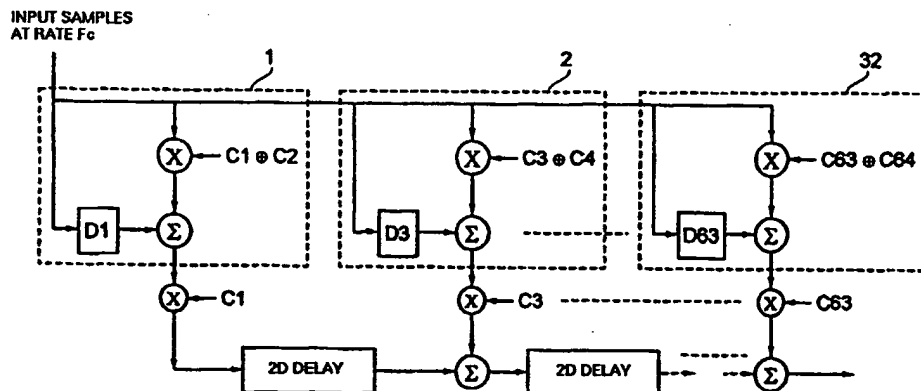 INPUT SAMPLES
AT RATE Fc
1
2
32
X
C1 ⊕ C2
X
C3 ⊕ C4
X
C63 ⊕ C64
D1
Σ
D3
Σ
D63
Σ
X
C1
X
C3
X
C63
2D DELAY
Σ
2D DELAY
Σ